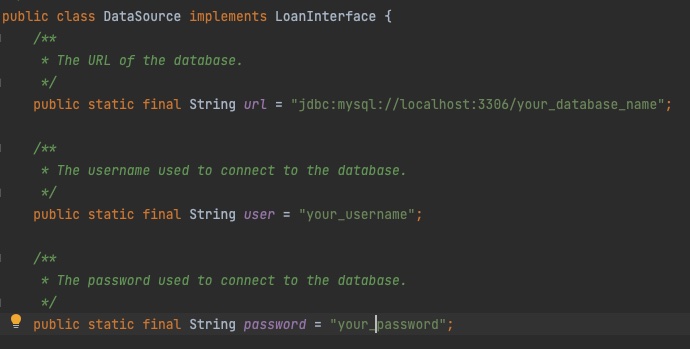 public class DataSource implements LoanInterface {
/**
* The URL of the database.
*/
public static final String url = "jdbc:mysql://localhost:3306/your_database_name";
/**
* The username used to connect to the database.
*/
public static final String user = "your_username";
/**
* The password used to connect to the database.
*/
public static final String password = "your_password";